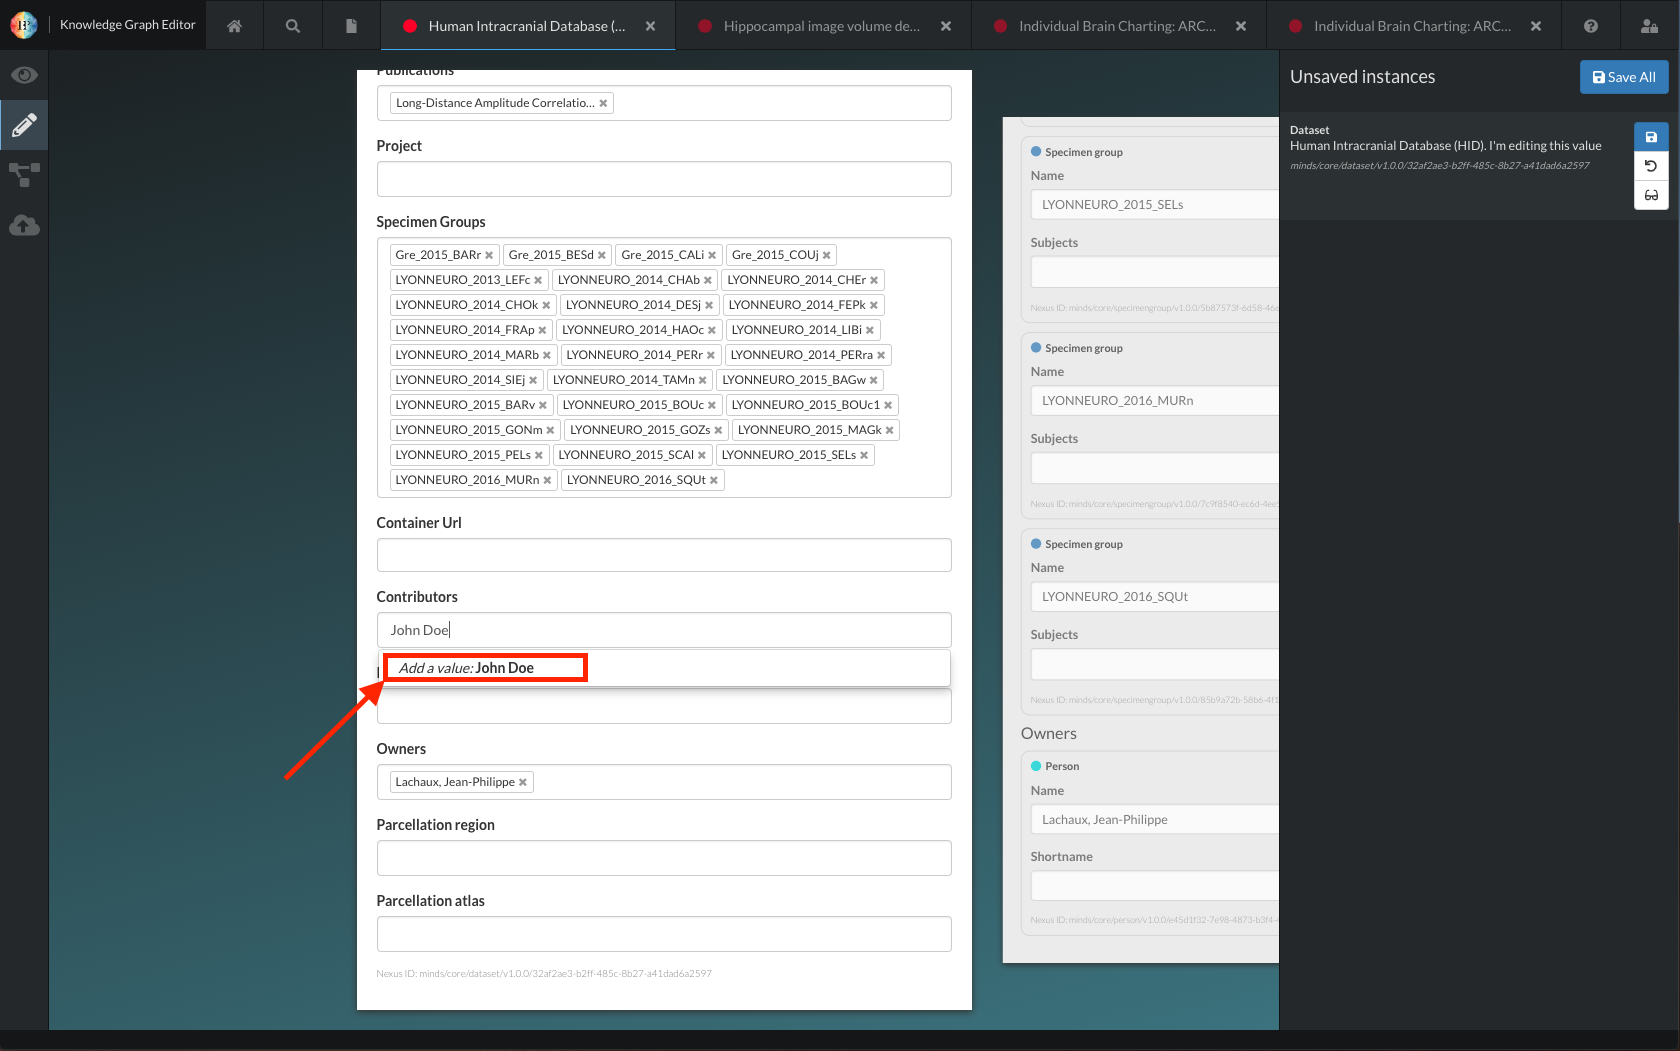 Knowledge Graph Editor
Human Intracranial Database (...
Hippocampal image volume de...
Individual Brain Charting: ARC...
Individual Brain Charting: ARC...
Publications
Long-Distance Amplitude Correlatio...
Project
Specimen Groups
Gre_2015_BARr Gre_2015_BESd Gre_2015_CALi Gre_2015_COUj
LYONNEURO_2013_LEFc LYONNEURO_2014_CHAb LYONNEURO_2014_CHEr
LYONNEURO_2014_CHOk LYONNEURO_2014_DESj LYONNEURO_2014_FEPk
LYONNEURO_2014_FRAp LYONNEURO_2014_HAOc LYONNEURO_2014_LIBi
LYONNEURO_2014_MARb LYONNEURO_2014_PERr LYONNEURO_2014_PERra
LYONNEURO_2014_SIEj LYONNEURO_2014_TAMn LYONNEURO_2015_BAGw
LYONNEURO_2015_BARv LYONNEURO_2015_BOUc LYONNEURO_2015_BOUc1
LYONNEURO_2015_GONm LYONNEURO_2015_GOZs LYONNEURO_2015_MAGk
LYONNEURO_2015_PELs LYONNEURO_2015_SCAl LYONNEURO_2015_SELs
LYONNEURO_2016_MURn LYONNEURO_2016_SQUt
Container Url
Contributors
John Doe
Add a value: John Doe
Owners
Lachaux, Jean-Philippe
Parcellation region
Parcellation atlas
Nexus ID: minds/core/dataset/v1.0.0/32af2ae3-b2ff-485c-8b27-a41dad6a2597
Specimen group
Name
LYONNEURO_2015_SELs
Subjects
Nexus ID: minds/core/specimengroup/v1.0.0/5b87573f-6d58-46
Specimen group
Name
LYONNEURO_2016_MURn
Subjects
Nexus ID: minds/core/specimengroup/v1.0.0/7c9f8540-ec6d-4ee
Specimen group
Name
LYONNEURO_2016_SQUt
Subjects
Nexus ID: minds/core/specimengroup/v1.0.0/85b9a72b-58b6-4f1
Owners
Person
Name
Lachaux, Jean-Philippe
Shortname
Nexus ID: minds/core/person/v1.0.0/e45d1f32-7e98-4873-b3f4-
Unsaved instances
Save All
Dataset
Human Intracranial Database (HID). I'm editing this value
minds/core/dataset/v1.0.0/32af2ae3-b2ff-485c-8b27-a41dad6a2597